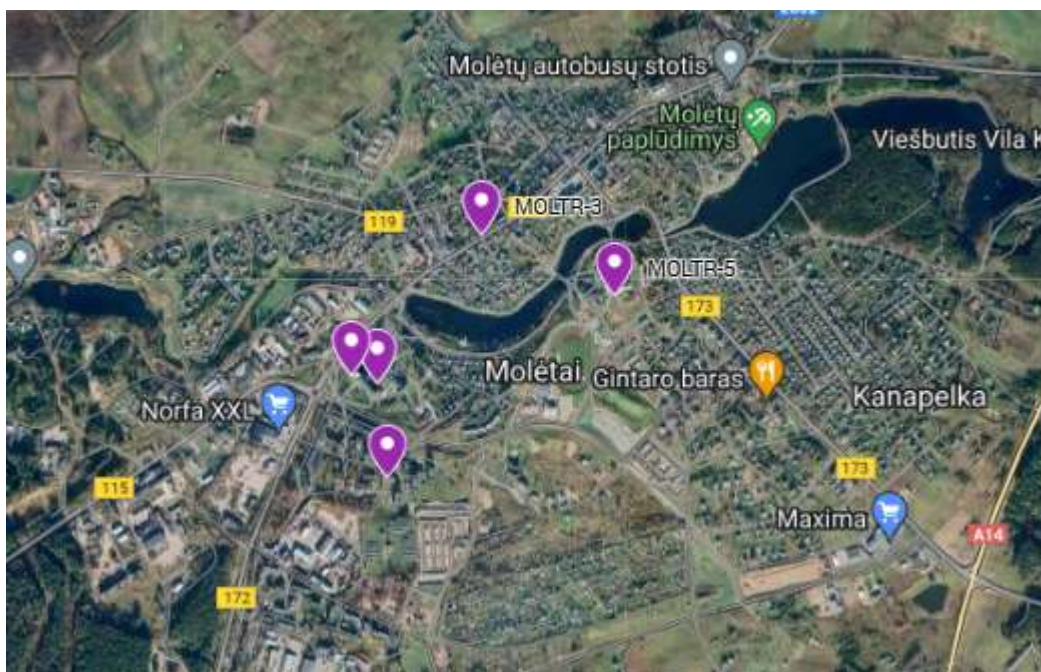 Molėtų autobusų stotis
Molėtų
paplūdimys
Viešbutis Vila K
MOLTR-3
119
MOLTR-5
173
Molėtai
Gintaro baras
Kanapelka
Norfa XXL
173
115
Maxima
A14
172